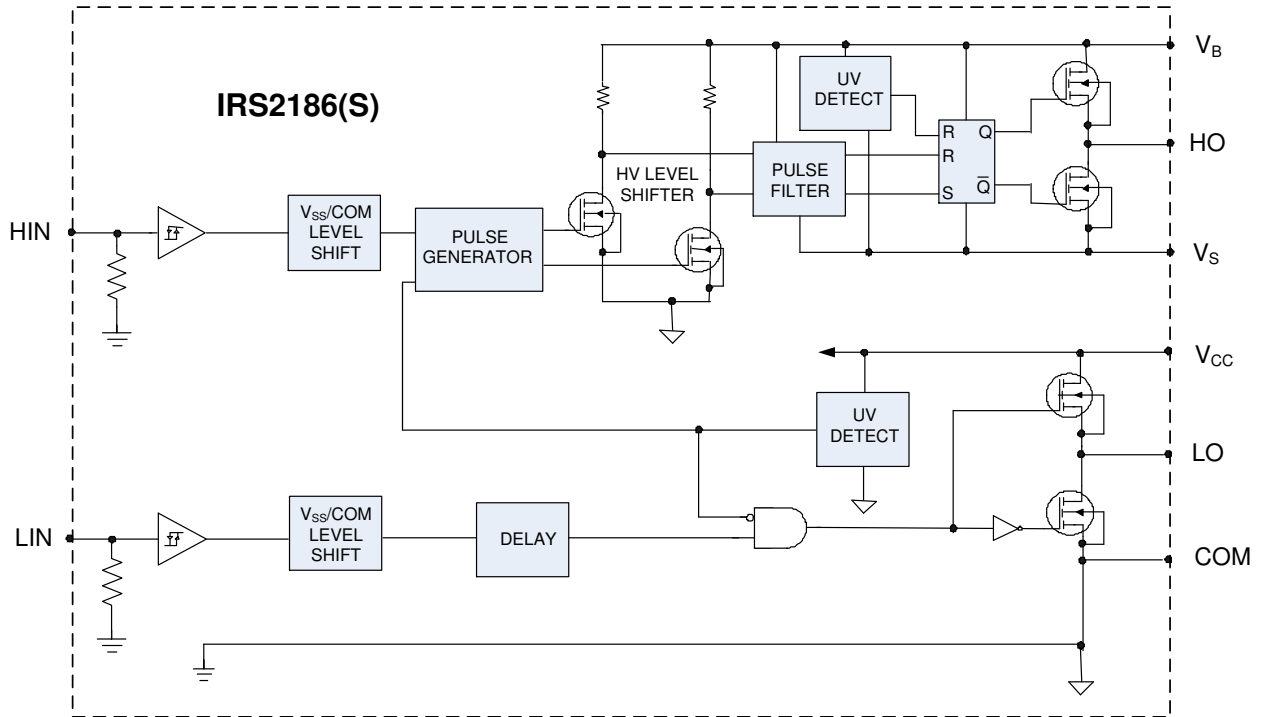 IRS2186(S)
V_B
UV
DETECT
R
Q
R
HO
HV LEVEL
SHIFTER
PULSE
FILTER
S
Q̅
HIN
V_SS/COM
LEVEL
SHIFT
PULSE
GENERATOR
V_S
V_CC
UV
DETECT
LO
LIN
V_SS/COM
LEVEL
SHIFT
DELAY
COM